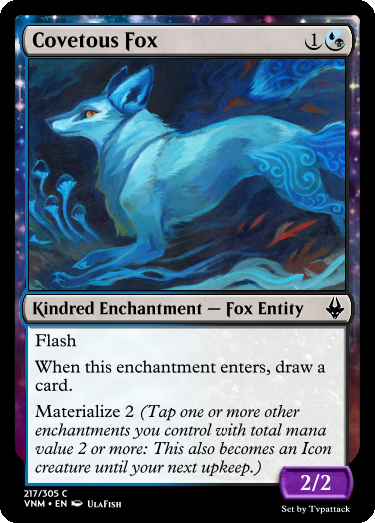 Covetous Fox 1
Kindred Enchantment — Fox Entity
Flash
When this enchantment enters, draw a
card.
Materialize 2 (Tap one or more other
enchantments you control with total mana
value 2 or more: This also becomes an Icon
creature until your next upkeep.)
2/2
217/305 C
VNM • EN UlaFish
Set by Tvpattack